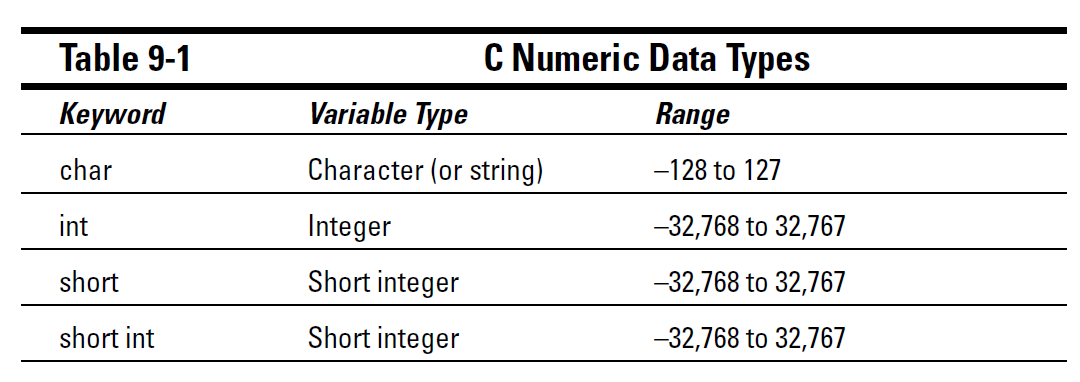 Table 9-1 C Numeric Data Types
Keyword Variable Type Range
char Character (or string) –128 to 127
int Integer –32,768 to 32,767
short Short integer –32,768 to 32,767
short int Short integer –32,768 to 32,767